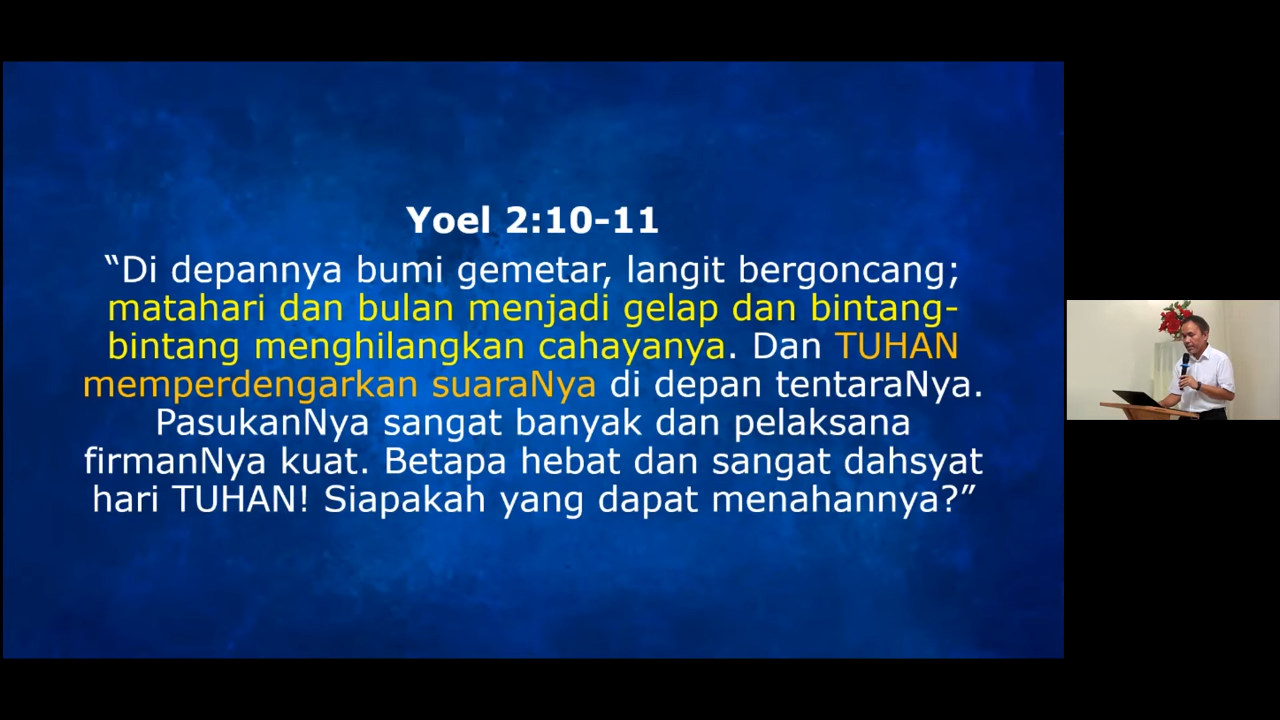 Yoel 2:10-11
“Di depannya bumi gemetar, langit bergoncang;
matahari dan bulan menjadi gelap dan bintang-
bintang menghilangkan cahayanya. Dan TUHAN
memperdengarkan suaraNya di depan tentaraNya.
PasukanNya sangat banyak dan pelaksana
firmanNya kuat. Betapa hebat dan sangat dahsyat
hari TUHAN! Siapakah yang dapat menahannya?”